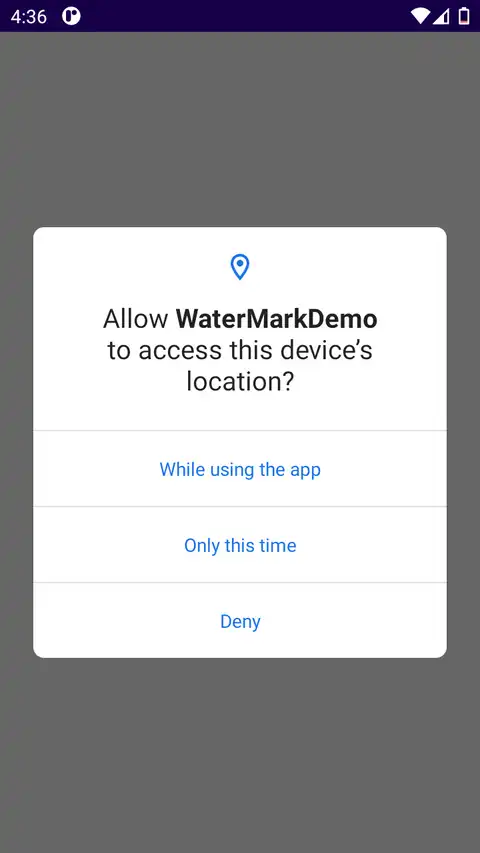 4:36
Allow WaterMarkDemo
to access this device’s
location?
While using the app
Only this time
Deny